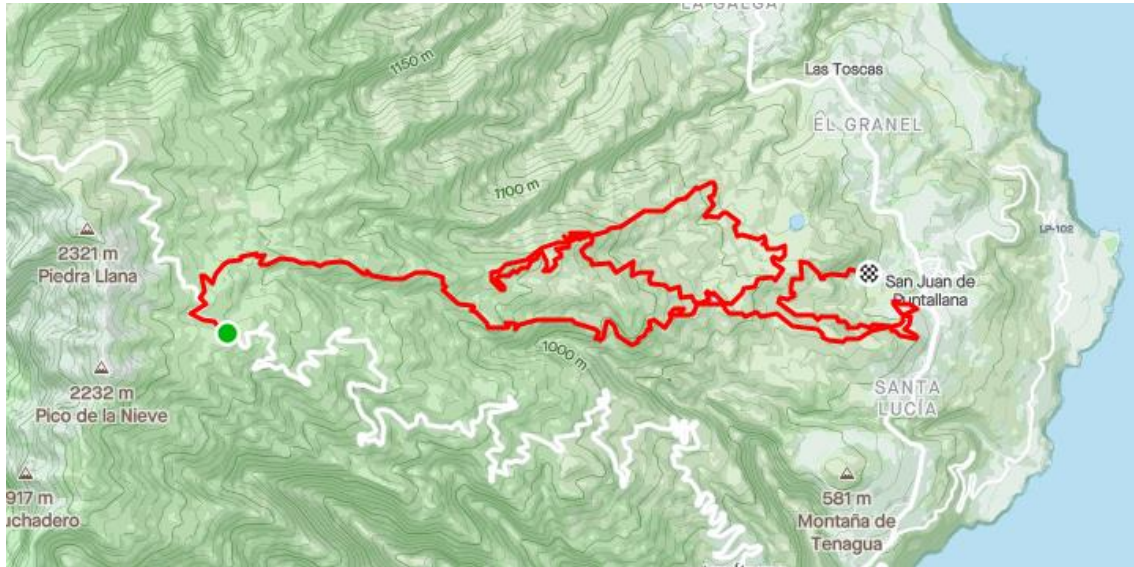 LA GALGA
1150 m
Las Toscas
EL GRANEL
1100 m
LP-102
2321 m
Piedra Llana
San Juan de
Puntallana
1000 m
2232 m
Pico de la Nieve
SANTA
LUCÍA
917 m
uchadero
581 m
Montaña de
Tenagua